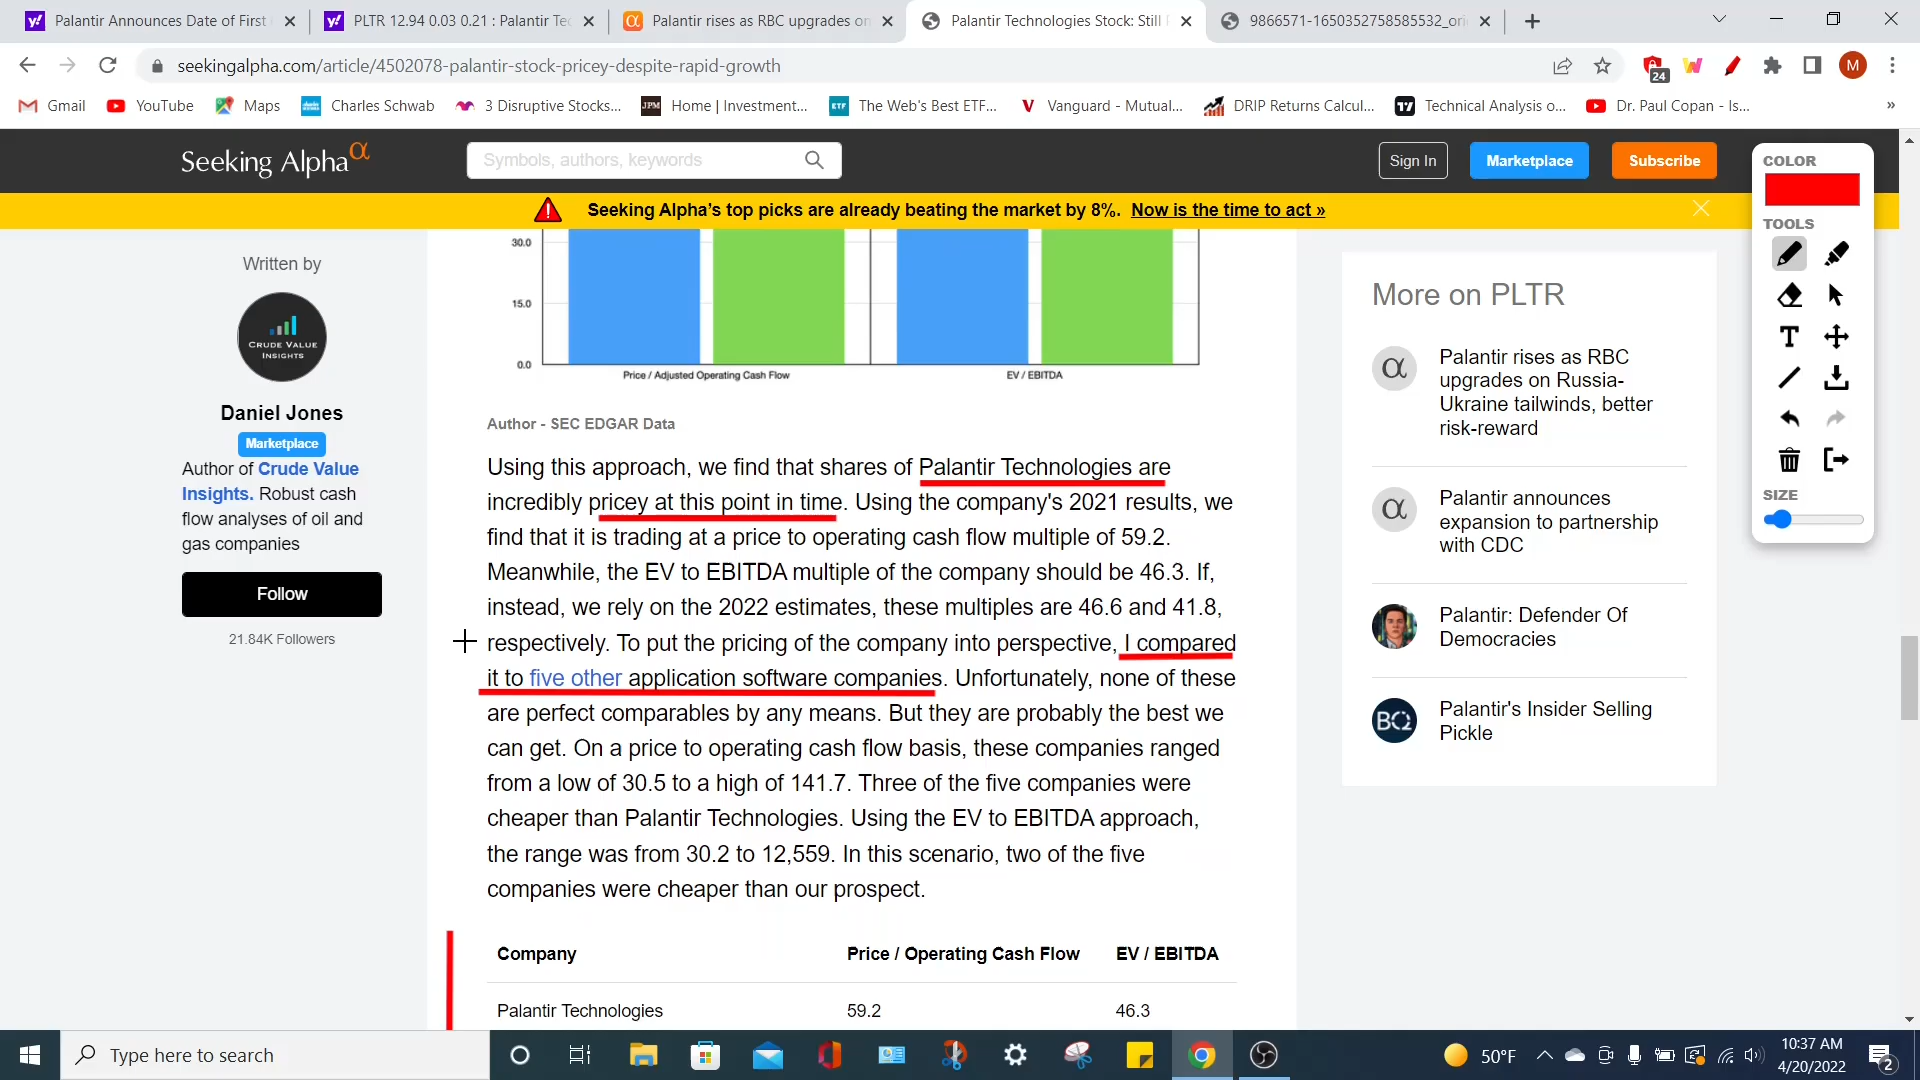 Palantir Announces Date of First
PLTR 12.94 0.03 0.21 : Palantir Tec
Palantir rises as RBC upgrades on
Palantir Technologies Stock: Still
9866571-1650352758585532_ori
seekingalpha.com/article/4502078-palantir-stock-pricey-despite-rapid-growth
24
M
Gmail
YouTube
Maps
Charles Schwab
3 Disruptive Stocks...
JPM
Home | Investment...
ETF
The Web's Best ETF...
Vanguard - Mutual...
DRIP Returns Calcul...
Technical Analysis o...
Dr. Paul Copan - Is...
»
Seeking Alpha α
Symbols, authors, keywords
Sign In
Marketplace
Subscribe
Seeking Alpha's top picks are already beating the market by 8%. Now is the time to act »
COLOR
TOOLS
T
SIZE
Written by
CRUDE VALUE
INSIGHTS
Daniel Jones
Marketplace
Author of Crude Value
Insights. Robust cash
flow analyses of oil and
gas companies
Follow
21.84K Followers
30.0
15.0
0.0
Price / Adjusted Operating Cash Flow
EV / EBITDA
Author - SEC EDGAR Data
Using this approach, we find that shares of Palantir Technologies are
incredibly pricey at this point in time. Using the company's 2021 results, we
find that it is trading at a price to operating cash flow multiple of 59.2.
Meanwhile, the EV to EBITDA multiple of the company should be 46.3. If,
instead, we rely on the 2022 estimates, these multiples are 46.6 and 41.8,
respectively. To put the pricing of the company into perspective, I compared
it to five other application software companies. Unfortunately, none of these
are perfect comparables by any means. But they are probably the best we
can get. On a price to operating cash flow basis, these companies ranged
from a low of 30.5 to a high of 141.7. Three of the five companies were
cheaper than Palantir Technologies. Using the EV to EBITDA approach,
the range was from 30.2 to 12,559. In this scenario, two of the five
companies were cheaper than our prospect.
Company Price / Operating Cash Flow EV / EBITDA
Palantir Technologies 59.2 46.3
More on PLTR
α
Palantir rises as RBC
upgrades on Russia-
Ukraine tailwinds, better
risk-reward
α
Palantir announces
expansion to partnership
with CDC
Palantir: Defender Of
Democracies
Palantir's Insider Selling
Pickle
Type here to search
50°F
10:37 AM
4/20/2022
2